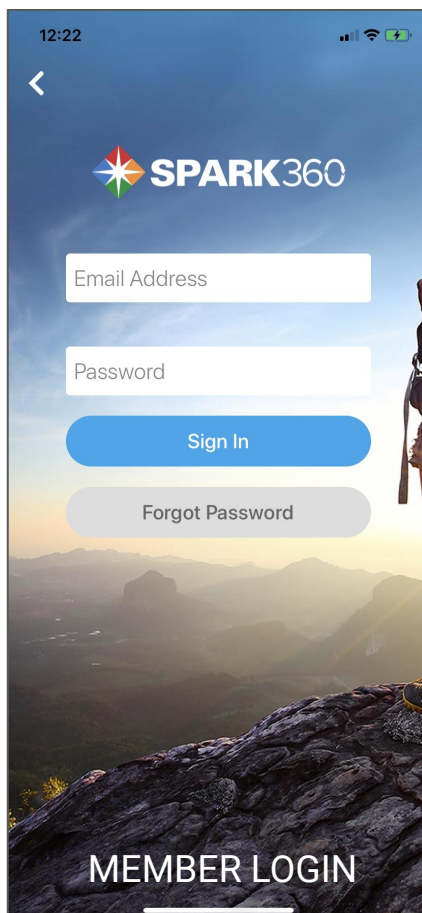 12:22
SPARK360
Email Address
Password
Sign In
Forgot Password
MEMBER LOGIN